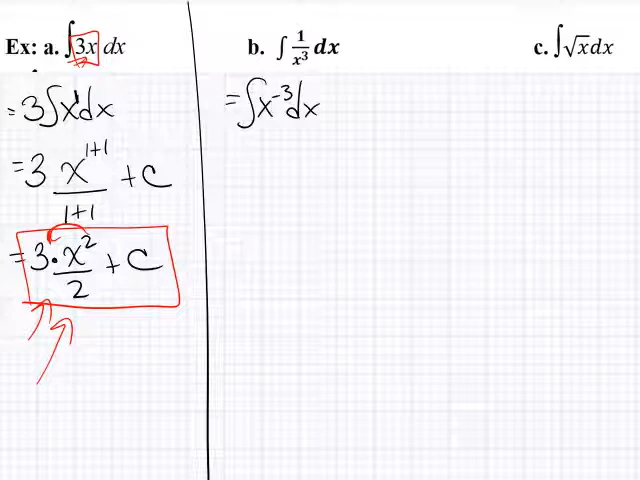 Ex: a. ∫3x dx
= 3∫x¹dx
= 3 x^(1+1)/(1+1) + C
= 3 · x²/2 + C
b. ∫ 1/x³ dx
= ∫x⁻³dx
c. ∫√x dx